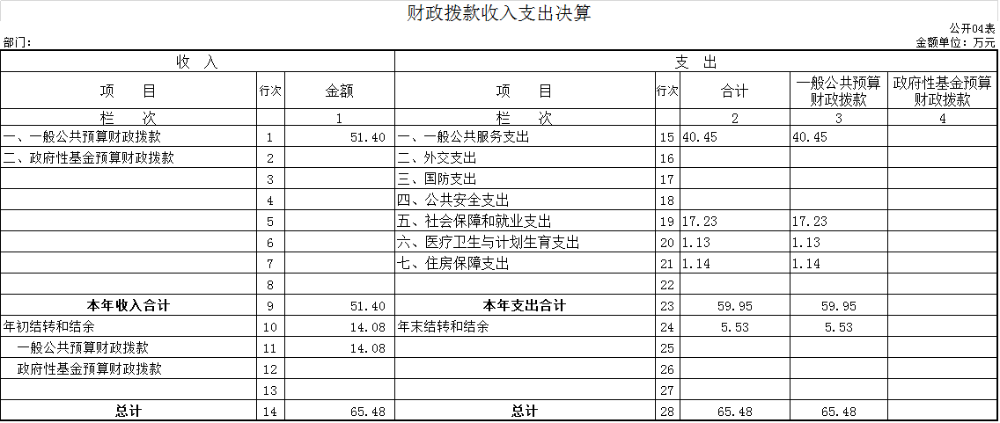 财政拨款收入支出决算
公开04表
部门： 金额单位：万元
收 入 支 出
项 目 行次 金额 项 目 行次 合计 一般公共预算财政拨款 政府性基金预算财政拨款
栏 次 1 栏 次 2 3 4
一、一般公共预算财政拨款 1 51.40 一、一般公共服务支出 15 40.45 40.45
二、政府性基金预算财政拨款 2 二、外交支出 16
3 三、国防支出 17
4 四、公共安全支出 18
5 五、社会保障和就业支出 19 17.23 17.23
6 六、医疗卫生与计划生育支出 20 1.13 1.13
7 七、住房保障支出 21 1.14 1.14
8 22
本年收入合计 9 51.40 本年支出合计 23 59.95 59.95
年初结转和结余 10 14.08 年末结转和结余 24 5.53 5.53
一般公共预算财政拨款 11 14.08 25
政府性基金预算财政拨款 12 26
13 27
总计 14 65.48 总计 28 65.48 65.48